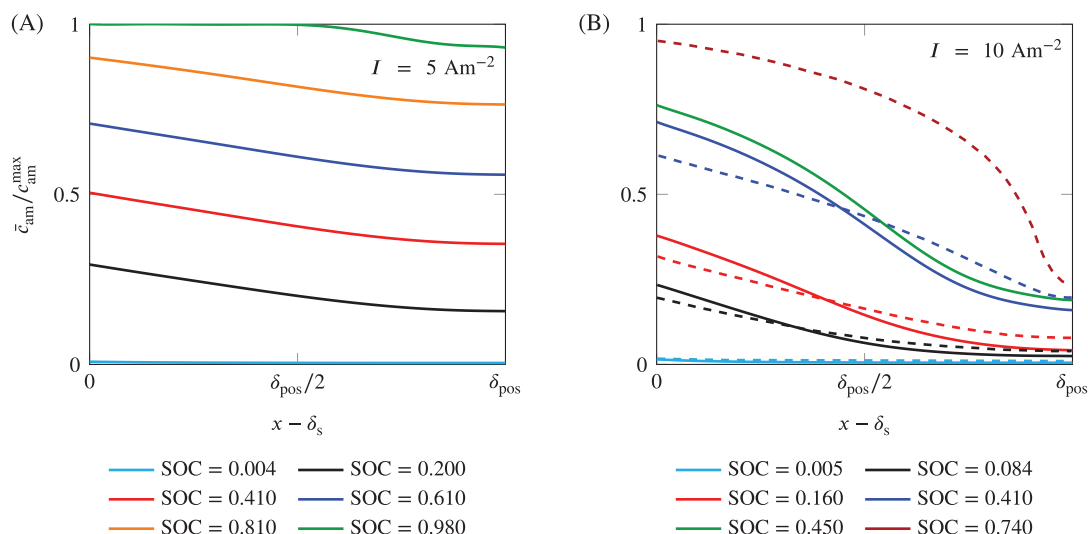 (A)
1
I = 5 Am⁻²
0.5
c̄am/cam^max
0
0
δpos/2
δpos
x − δs
SOC = 0.004
SOC = 0.200
SOC = 0.410
SOC = 0.610
SOC = 0.810
SOC = 0.980
(B)
1
I = 10 Am⁻²
0.5
0
0
δpos/2
δpos
x − δs
SOC = 0.005
SOC = 0.084
SOC = 0.160
SOC = 0.410
SOC = 0.450
SOC = 0.740